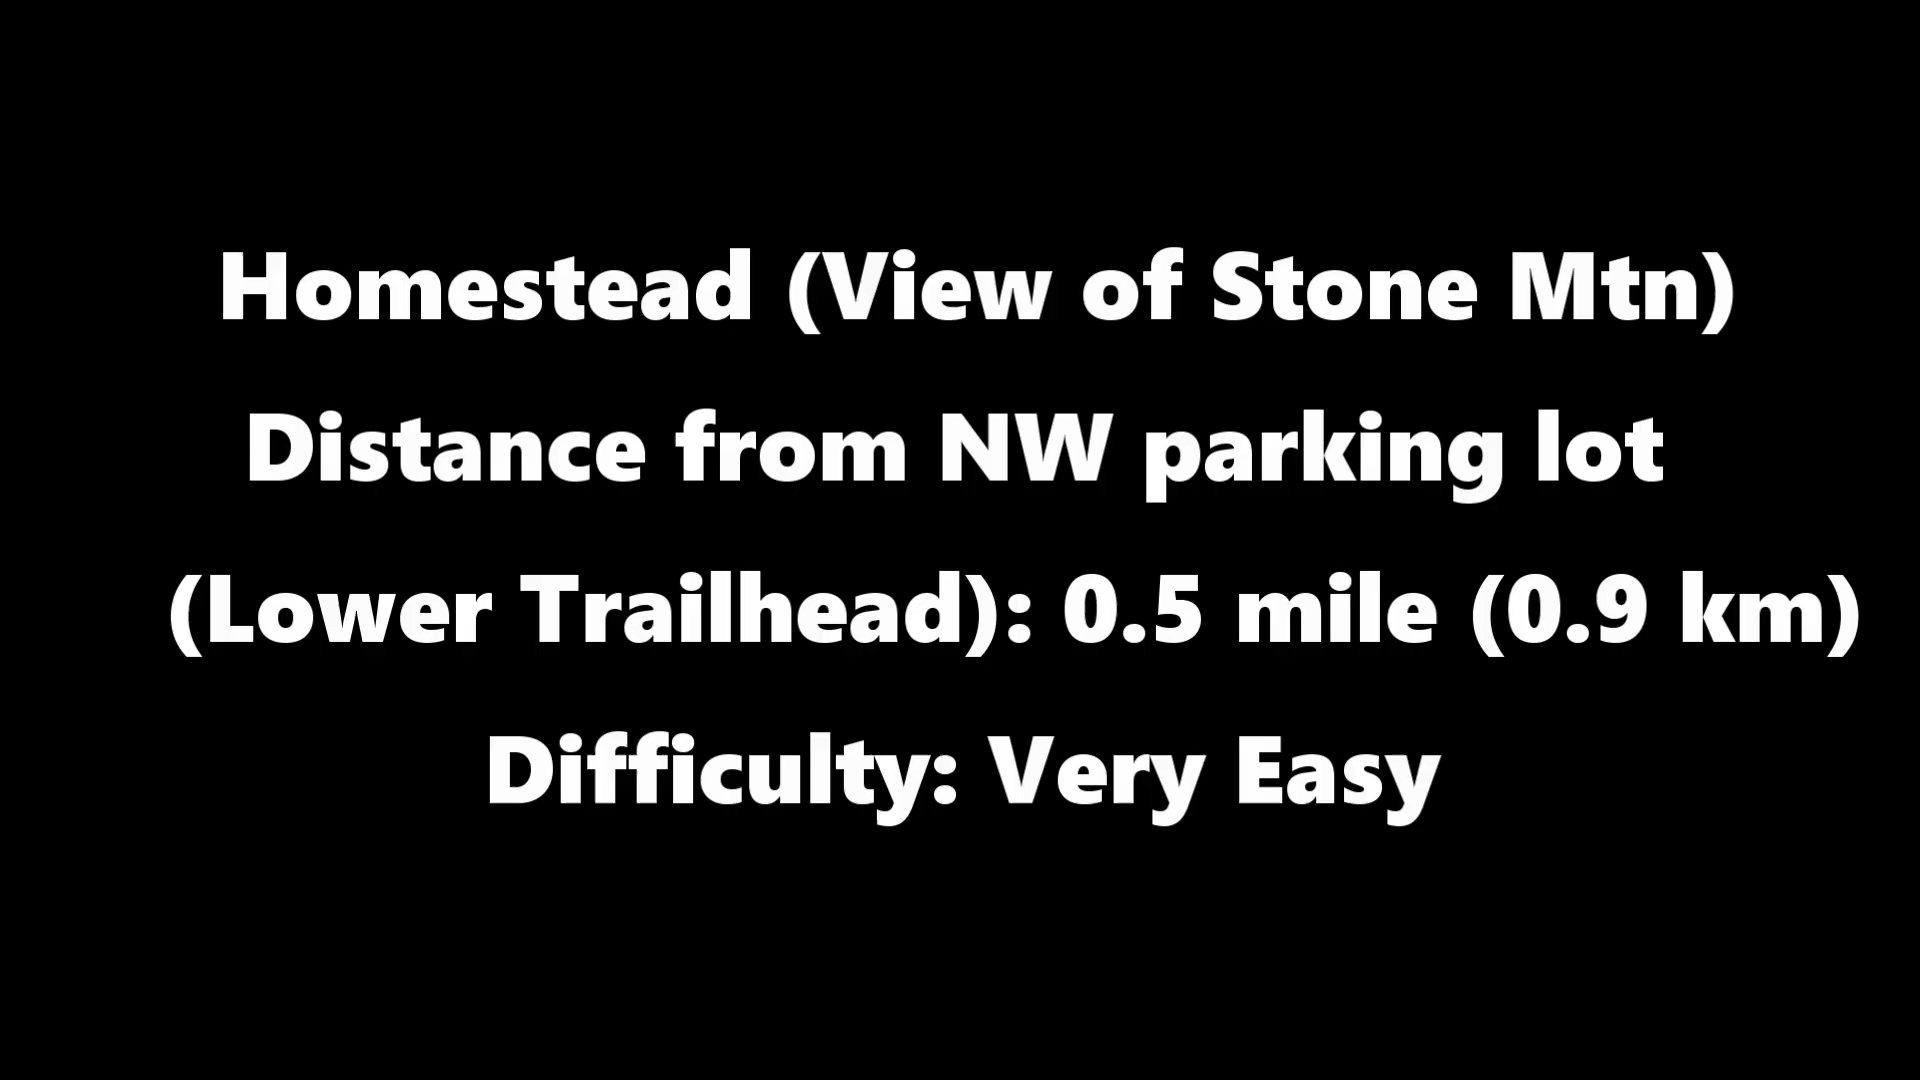 Homestead (View of Stone Mtn)
Distance from NW parking lot
(Lower Trailhead): 0.5 mile (0.9 km)
Difficulty: Very Easy